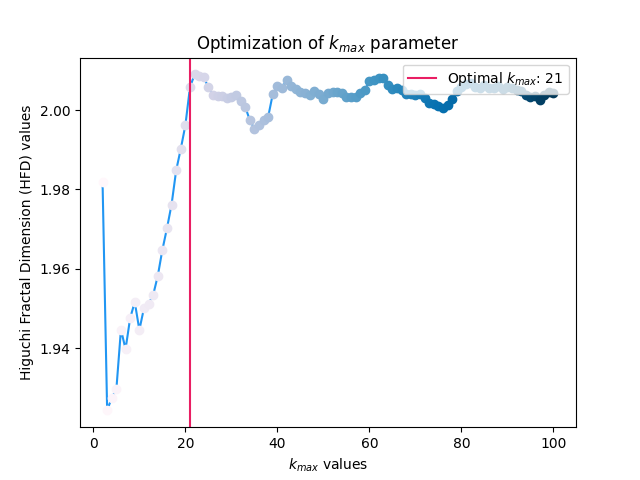 Optimization of k_max parameter
Optimal k_max: 21
Higuchi Fractal Dimension (HFD) values
2.00
1.98
1.96
1.94
0 20 40 60 80 100
k_max values